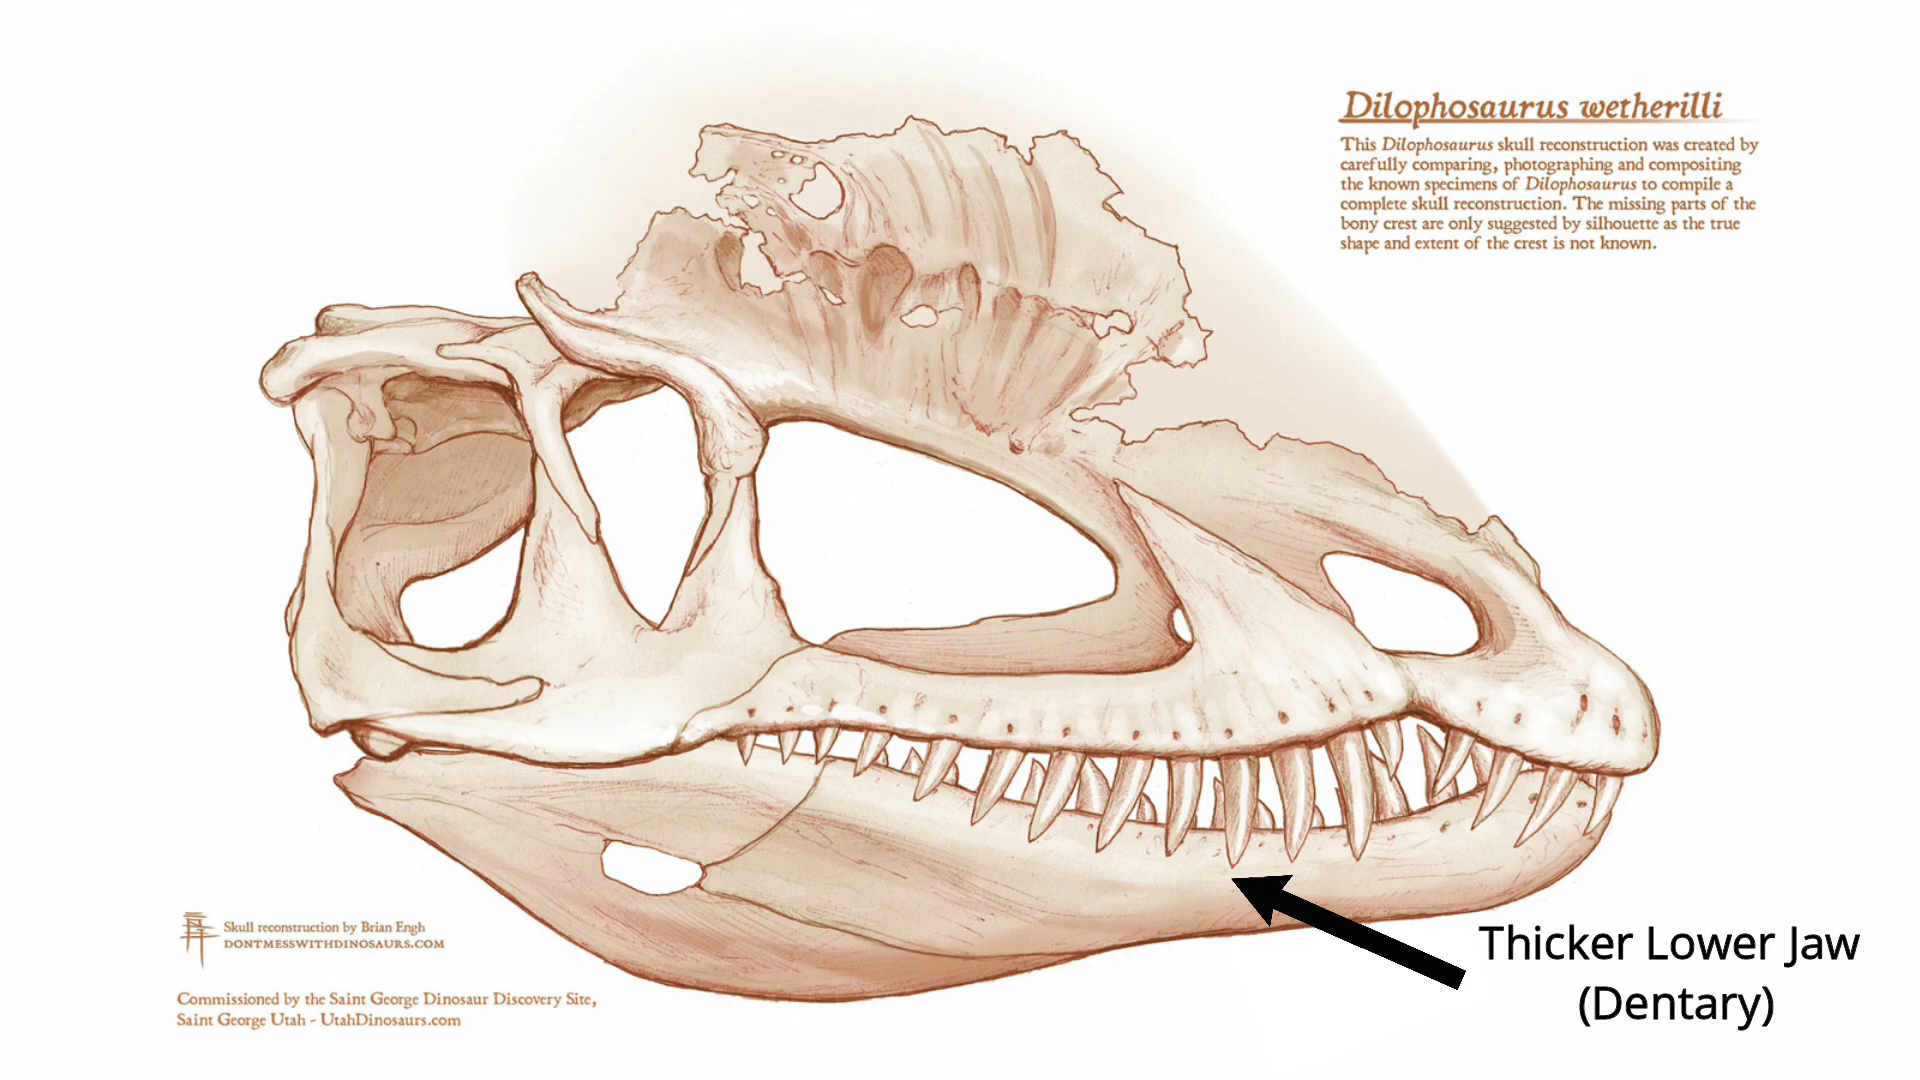 Dilophosaurus wetherilli
This Dilophosaurus skull reconstruction was created by
carefully comparing, photographing and compositing
the known specimens of Dilophosaurus to compile a
complete skull reconstruction. The missing parts of the
bony crest are only suggested by silhouette as the true
shape and extent of the crest is not known.
Skull reconstruction by Brian Engh
DONTMESSWITHDINOSAURS.COM
Commissioned by the Saint George Dinosaur Discovery Site,
Saint George Utah - UtahDinosaurs.com
Thicker Lower Jaw
(Dentary)